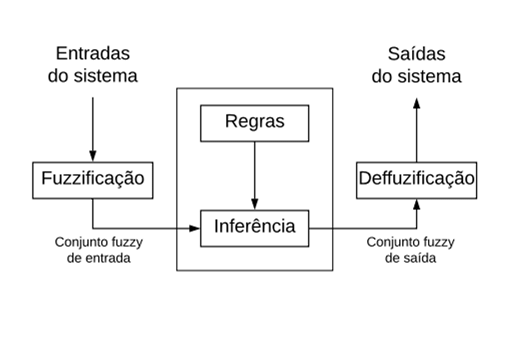 Entradas
do sistema
Saídas
do sistema
Regras
Fuzzificação
Deffuzificação
Inferência
Conjunto fuzzy
de entrada
Conjunto fuzzy
de saída